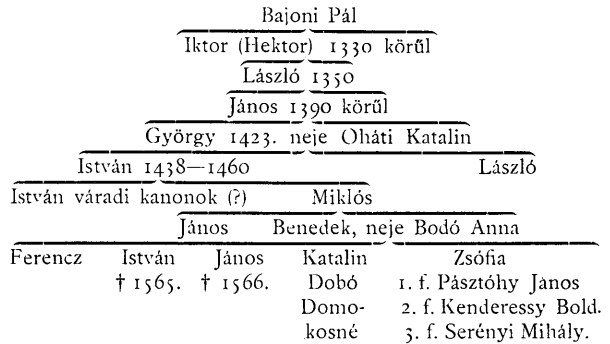 Bajoni Pál
Iktor (Hektor) 1330 körűl
László 1350
János 1390 körűl
György 1423. neje Oháti Katalin
István 1438—1460 László
István váradi kanonok (?) Miklós
János Benedek, neje Bodó Anna
Ferencz István János Katalin Zsófia
† 1565. † 1566. Dobó 1. f. Pásztóhy János
Domo- 2. f. Kenderessy Bold.
kosné 3. f. Serényi Mihály.